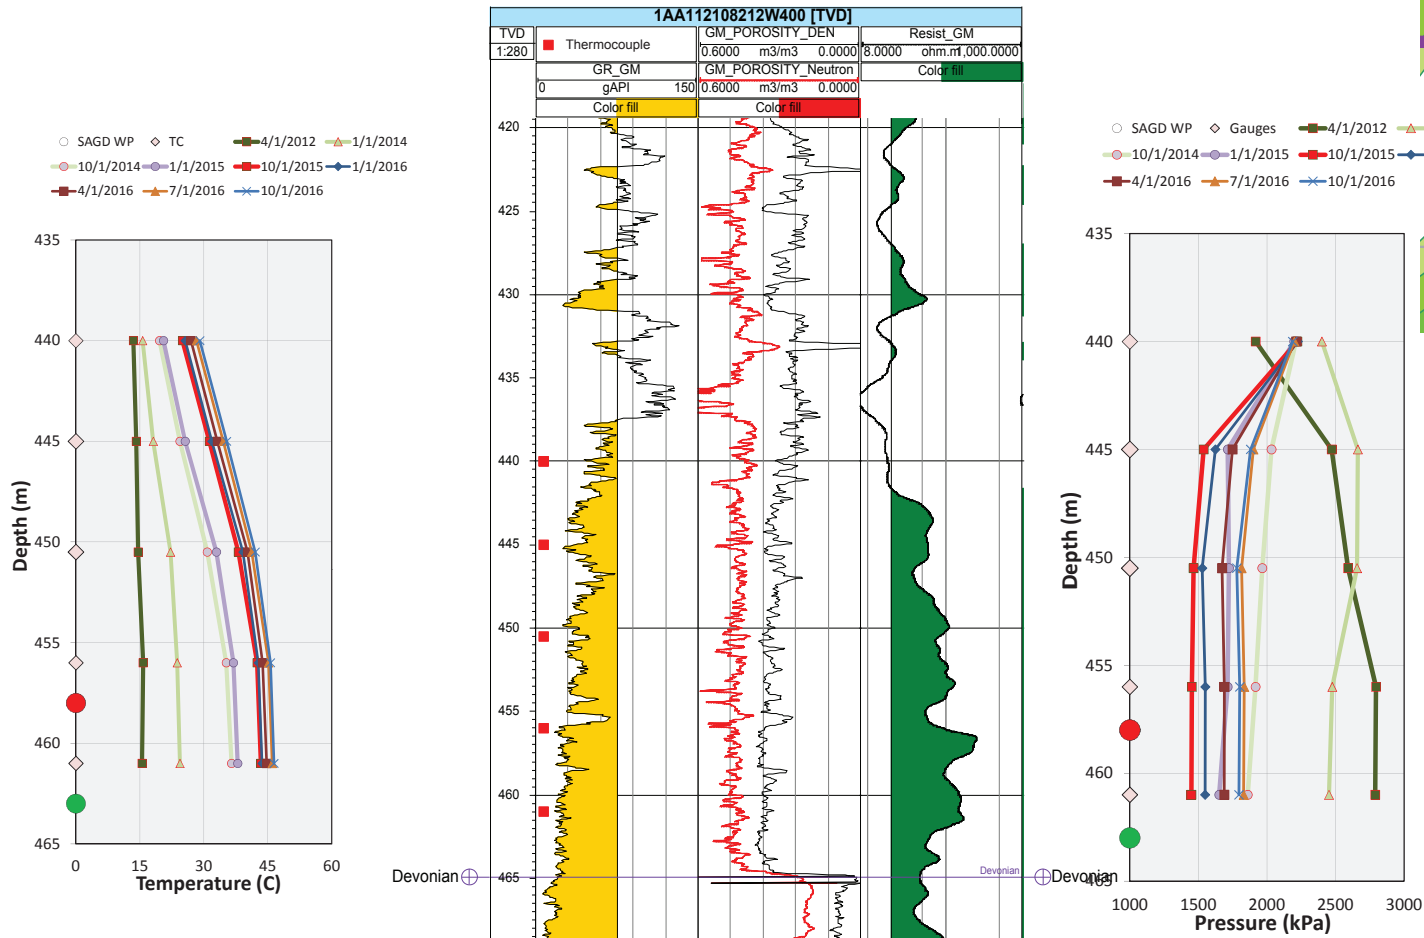 1AA112108212W400 [TVD]
TVD
1:280
Thermocouple
GM_POROSITY_DEN
0.6000 m3/m3 0.0000
Resist_GM
8.0000 ohm.m 1,000.0000
GR_GM
0 gAPI 150
GM_POROSITY_Neutron
0.6000 m3/m3 0.0000
Color fill
Color fill
Color fill
SAGD WP TC 4/1/2012 1/1/2014
10/1/2014 1/1/2015 10/1/2015 1/1/2016
4/1/2016 7/1/2016 10/1/2016
435
440
445
450
455
460
465
0 15 30 45 60
Depth (m)
Temperature (C)
420
425
430
435
440
445
450
455
460
465
Devonian
Devonian
Devonian
SAGD WP Gauges 4/1/2012
10/1/2014 1/1/2015 10/1/2015
4/1/2016 7/1/2016 10/1/2016
435
440
445
450
455
460
465
1000 1500 2000 2500 3000
Depth (m)
Pressure (kPa)